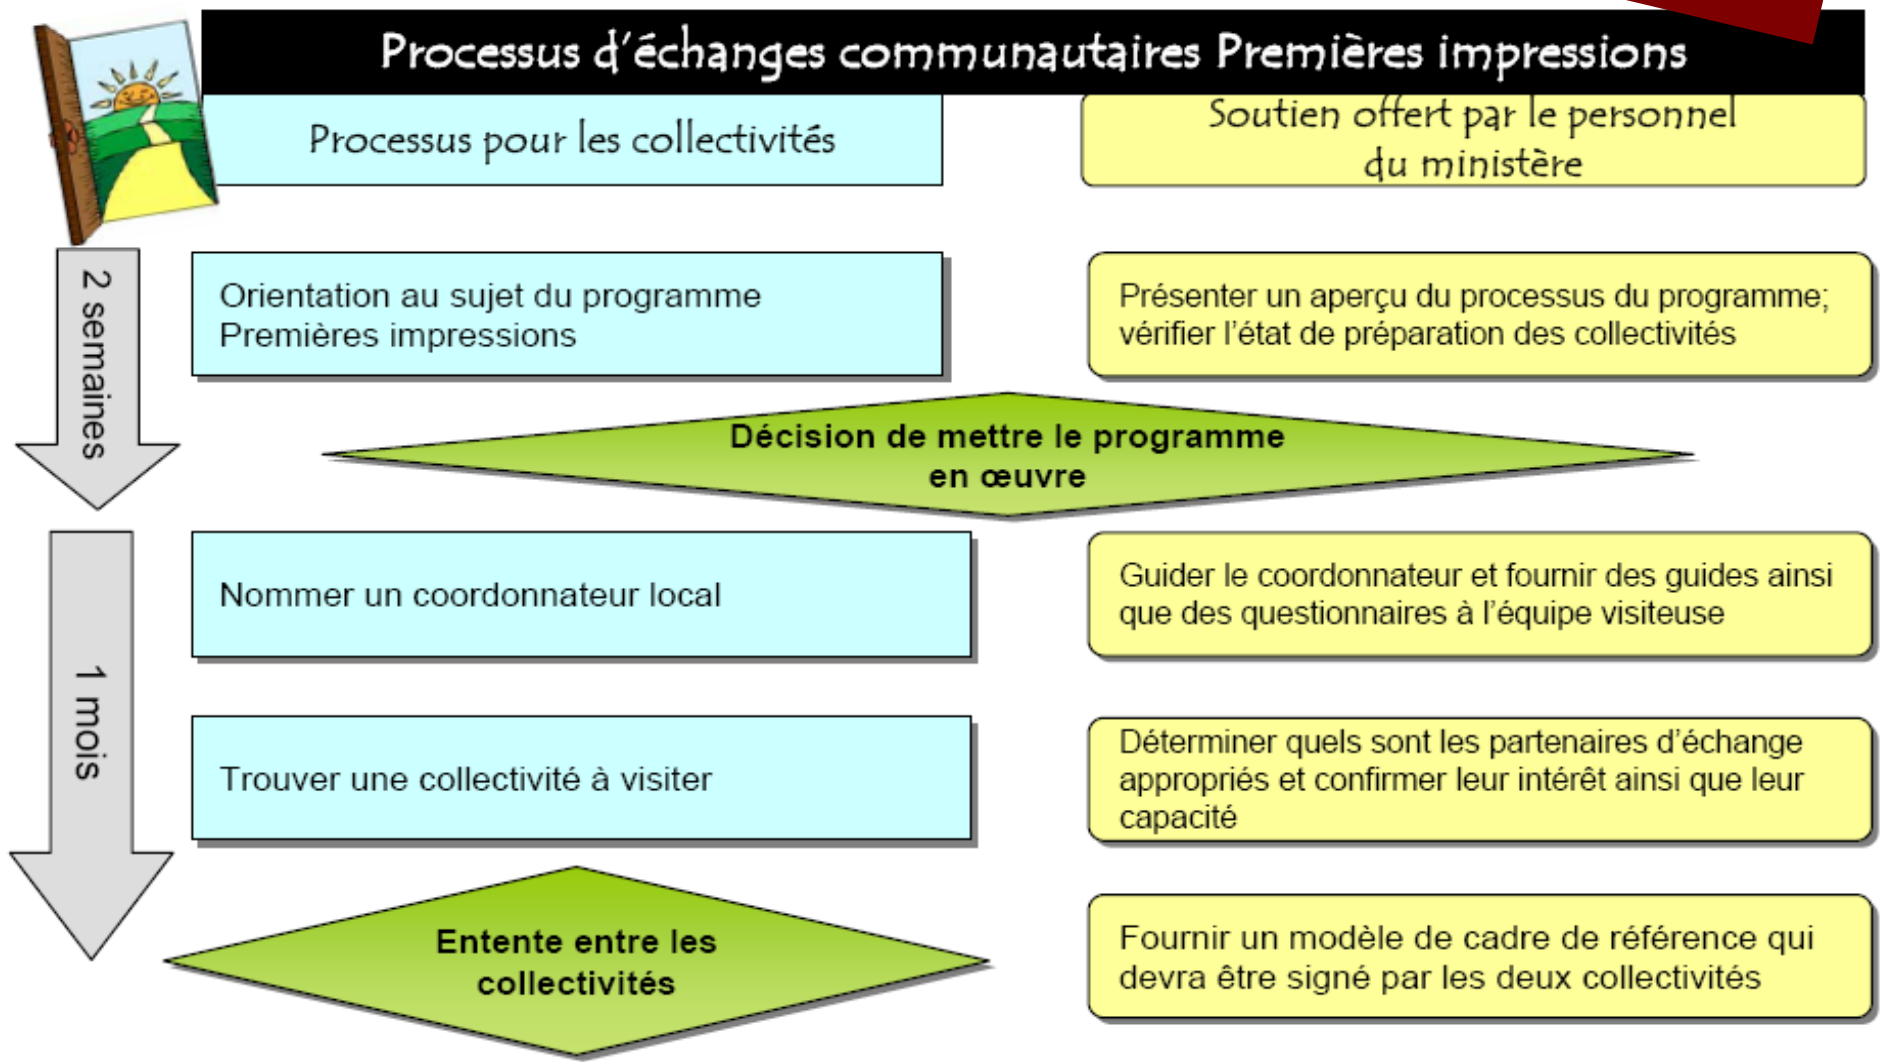 Processus d'échanges communautaires Premières impressions
Processus pour les collectivités
Soutien offert par le personnel
du ministère
2 semaines
Orientation au sujet du programme
Premières impressions
Présenter un aperçu du processus du programme;
vérifier l'état de préparation des collectivités
Décision de mettre le programme
en œuvre
1 mois
Nommer un coordonnateur local
Guider le coordonnateur et fournir des guides ainsi
que des questionnaires à l'équipe visiteuse
Trouver une collectivité à visiter
Déterminer quels sont les partenaires d'échange
appropriés et confirmer leur intérêt ainsi que leur
capacité
Entente entre les
collectivités
Fournir un modèle de cadre de référence qui
devra être signé par les deux collectivités